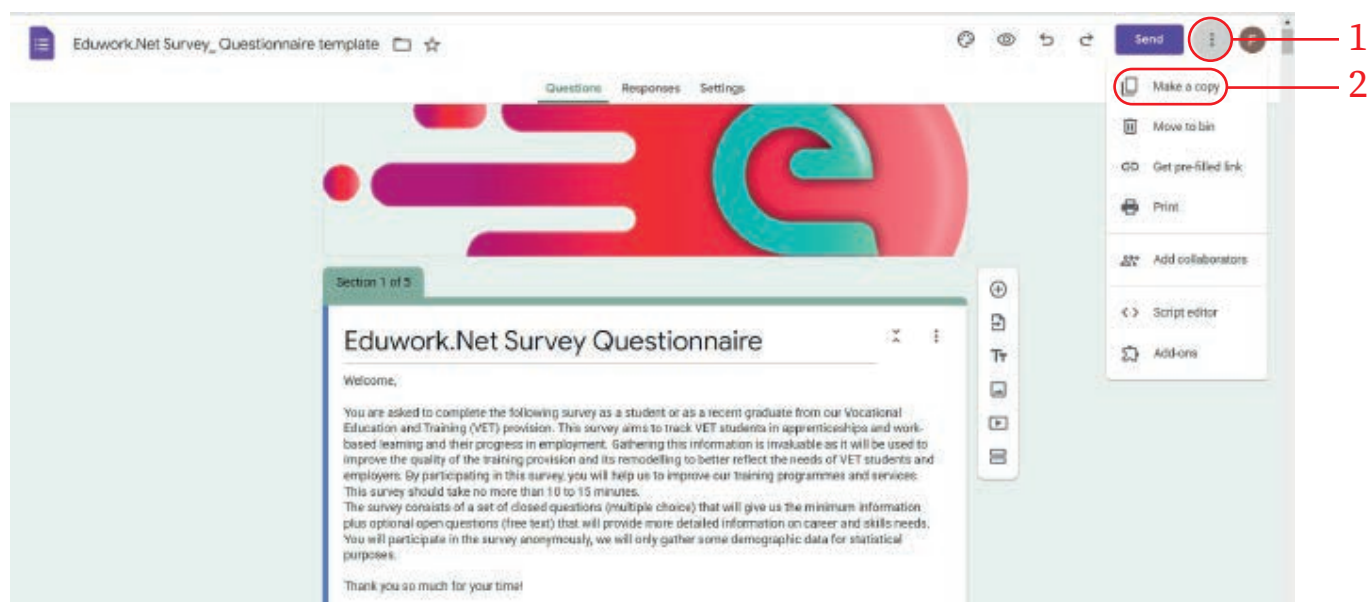 Eduwork.Net Survey_ Questionnaire template
Send
1
Questions Responses Settings
Make a copy
2
Move to bin
Get pre-filled link
Print
Add collaborators
Script editor
Add-ons
Section 1 of 5
Eduwork.Net Survey Questionnaire
Tт
Welcome,
You are asked to complete the following survey as a student or as a recent graduate from our Vocational
Education and Training (VET) provision. This survey aims to track VET students in apprenticeships and work-
based learning and their progress in employment. Gathering this information is invaluable as it will be used to
improve the quality of the training provision and its remodelling to better reflect the needs of VET students and
employers. By participating in this survey, you will help us to improve our training programmes and services.
This survey should take no more than 10 to 15 minutes.
The survey consists of a set of closed questions (multiple choice) that will give us the minimum information
plus optional open questions (free text) that will provide more detailed information on career and skills needs.
You will participate in the survey anonymously, we will only gather some demographic data for statistical
purposes.
Thank you so much for your time!